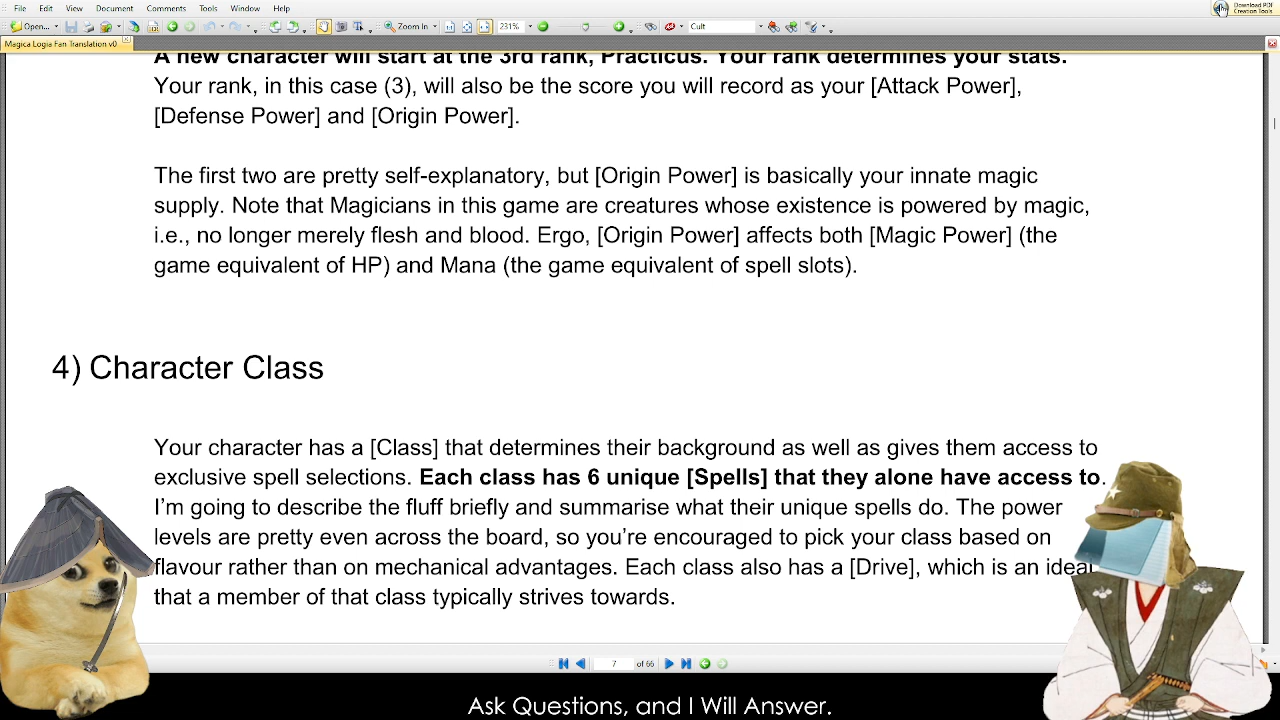 File Edit View Document Comments Tools Window Help
Download PDF
Creation Tools
Open... Zoom In 231% Cult
Magica Logia Fan Translation v0
A new character will start at the 3rd rank, Practicus. Your rank determines your stats.
Your rank, in this case (3), will also be the score you will record as your [Attack Power],
[Defense Power] and [Origin Power].
The first two are pretty self-explanatory, but [Origin Power] is basically your innate magic
supply. Note that Magicians in this game are creatures whose existence is powered by magic,
i.e., no longer merely flesh and blood. Ergo, [Origin Power] affects both [Magic Power] (the
game equivalent of HP) and Mana (the game equivalent of spell slots).
4) Character Class
Your character has a [Class] that determines their background as well as gives them access to
exclusive spell selections. Each class has 6 unique [Spells] that they alone have access to.
I'm going to describe the fluff briefly and summarise what their unique spells do. The power
levels are pretty even across the board, so you're encouraged to pick your class based on
flavour rather than on mechanical advantages. Each class also has a [Drive], which is an ideal
that a member of that class typically strives towards.
7 of 66
Ask Questions, and I Will Answer.